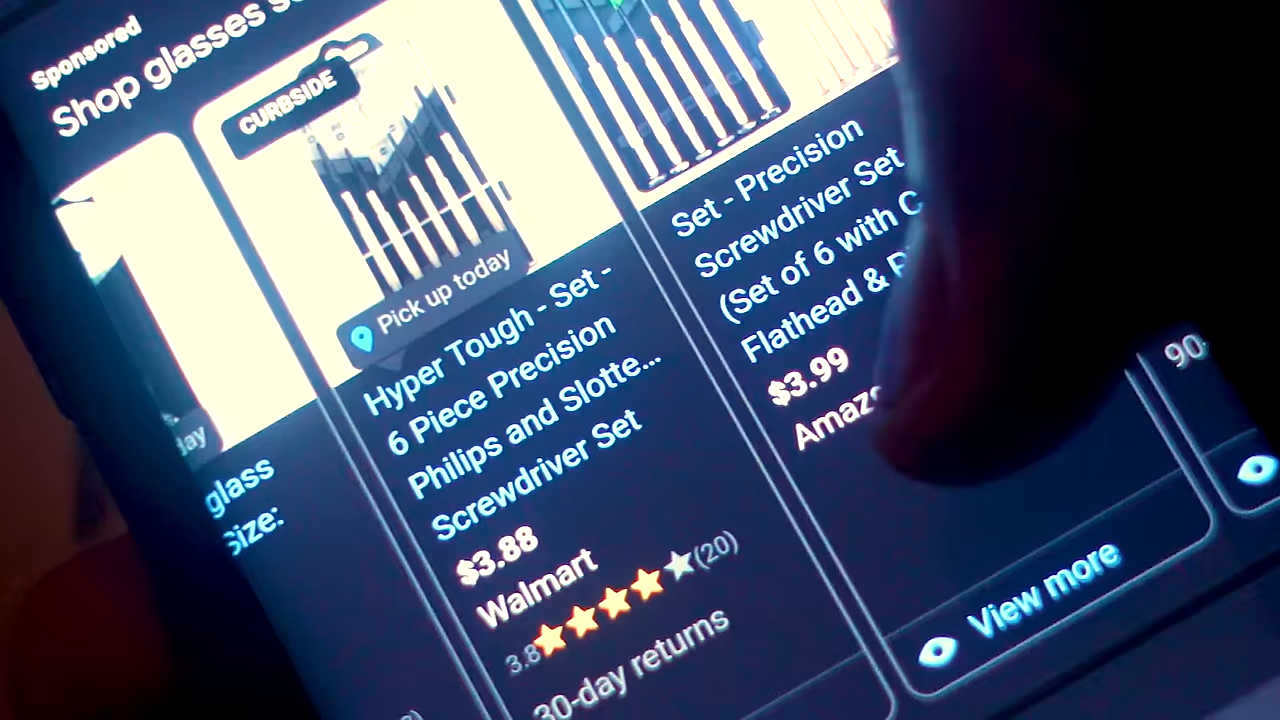 Sponsored
Shop glasses
CURBSIDE
Pick up today
glass
Size:
Hyper Tough - Set -
6 Piece Precision
Philips and Slotte...
Screwdriver Set
$3.88
Walmart
3.8 (20)
30-day returns
Set - Precision
Screwdriver Set
(Set of 6 with
Flathead &
$3.99
View more
90-